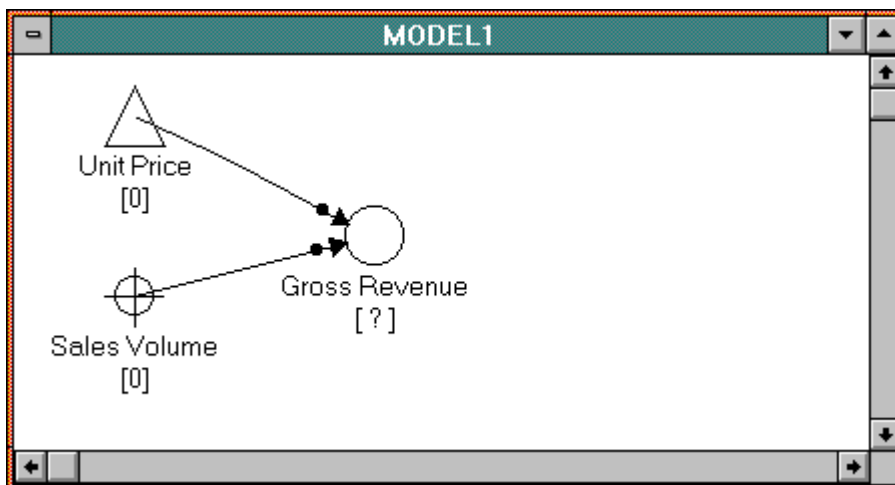 MODEL1
Unit Price
[0]
Gross Revenue
[ ? ]
Sales Volume
[0]